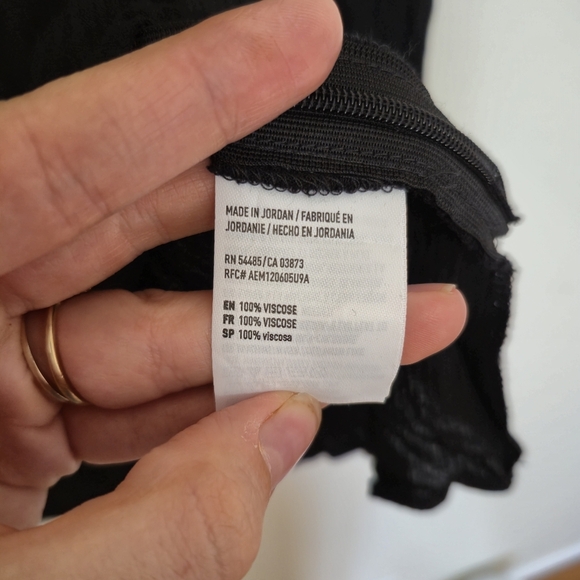 MADE IN JORDAN / FABRIQUÉ EN
JORDANIE / HECHO EN JORDANIA
RN 54485/CA 03873
RFC# AEM120605U9A
EN 100% VISCOSE
FR 100% VISCOSE
SP 100% viscosa